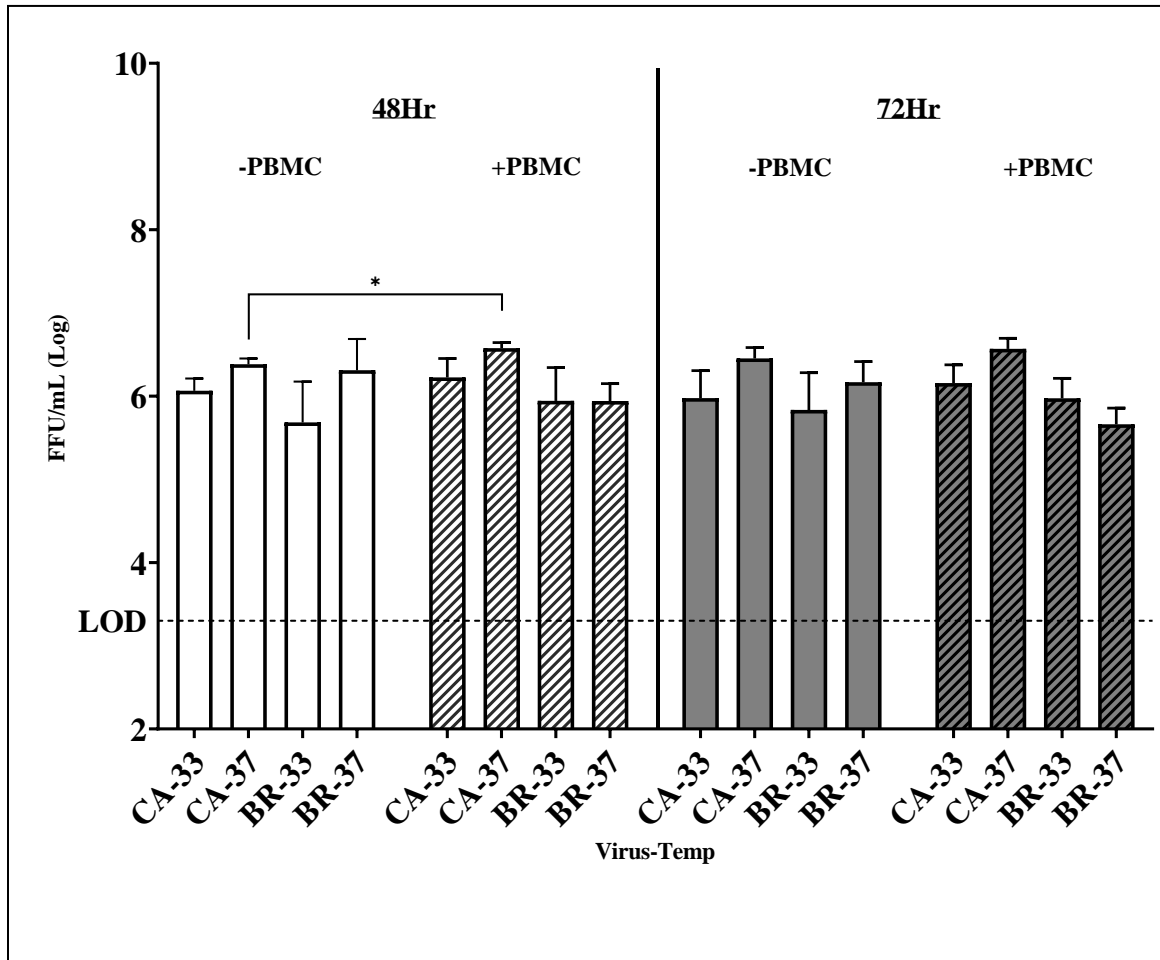 10
48Hr
72Hr
-PBMC
+PBMC
-PBMC
+PBMC
8
*
6
FFU/mL (Log)
4
LOD
2
CA-33
CA-37
BR-33
BR-37
CA-33
CA-37
BR-33
BR-37
CA-33
CA-37
BR-33
BR-37
CA-33
CA-37
BR-33
BR-37
Virus-Temp